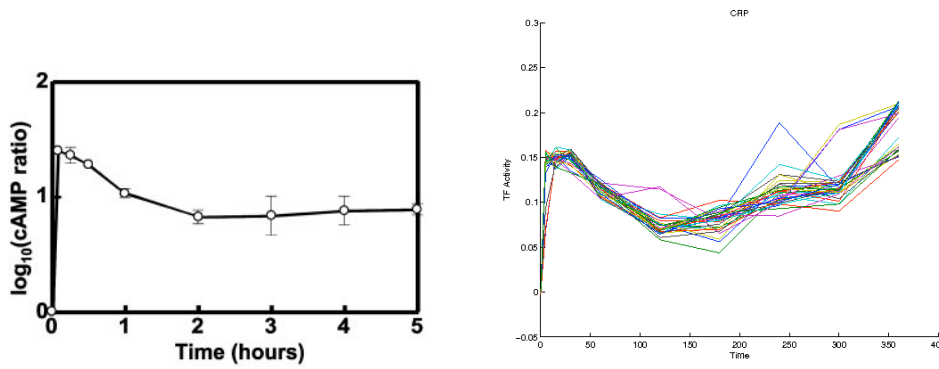 2
1
0
log10(cAMP ratio)
0 1 2 3 4 5
Time (hours)
CRP
0.3
0.25
0.2
0.15
0.1
0.05
0
−0.05
TF Activity
0 50 100 150 200 250 300 350 40
Time